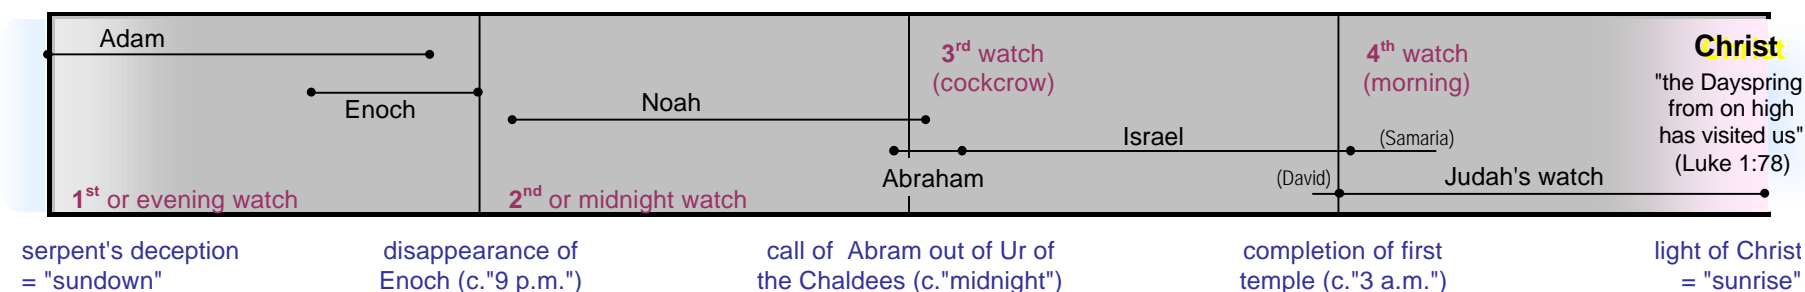 Adam
Enoch
1st or evening watch
Noah
2nd or midnight watch
3rd watch
(cockcrow)
Abraham
Israel
4th watch
(morning)
(Samaria)
(David)
Judah's watch
Christ
"the Dayspring
from on high
has visited us"
(Luke 1:78)
serpent's deception
= "sundown"
disappearance of
Enoch (c."9 p.m.")
call of Abram out of Ur of
the Chaldees (c."midnight")
completion of first
temple (c."3 a.m.")
light of Christ
= "sunrise"